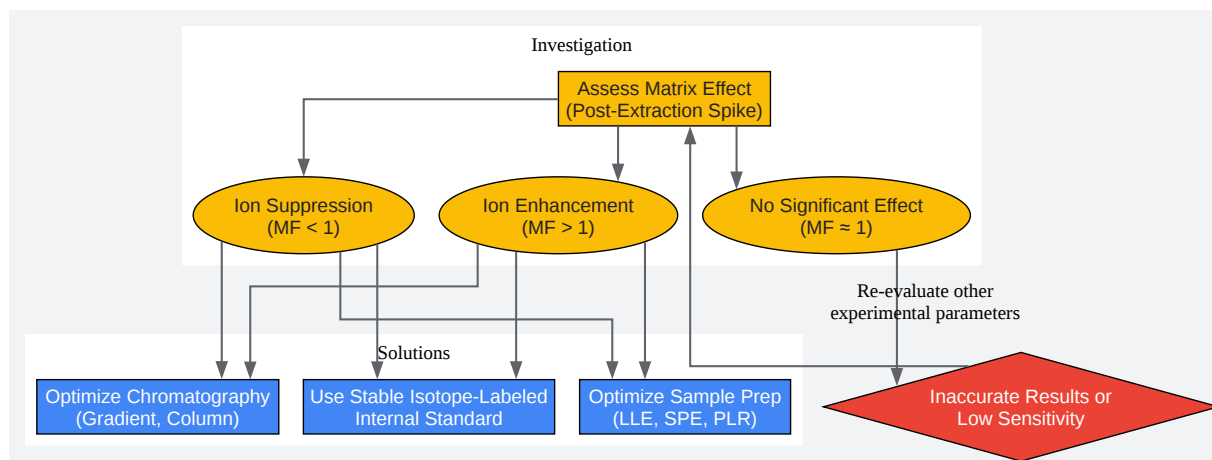 Investigation
Assess Matrix Effect
(Post-Extraction Spike)
Ion Suppression
(MF < 1)
Ion Enhancement
(MF > 1)
No Significant Effect
(MF ≈ 1)
Re-evaluate other
experimental parameters
Solutions
Optimize Chromatography
(Gradient, Column)
Use Stable Isotope-Labeled
Internal Standard
Optimize Sample Prep
(LLE, SPE, PLR)
Inaccurate Results or
Low Sensitivity